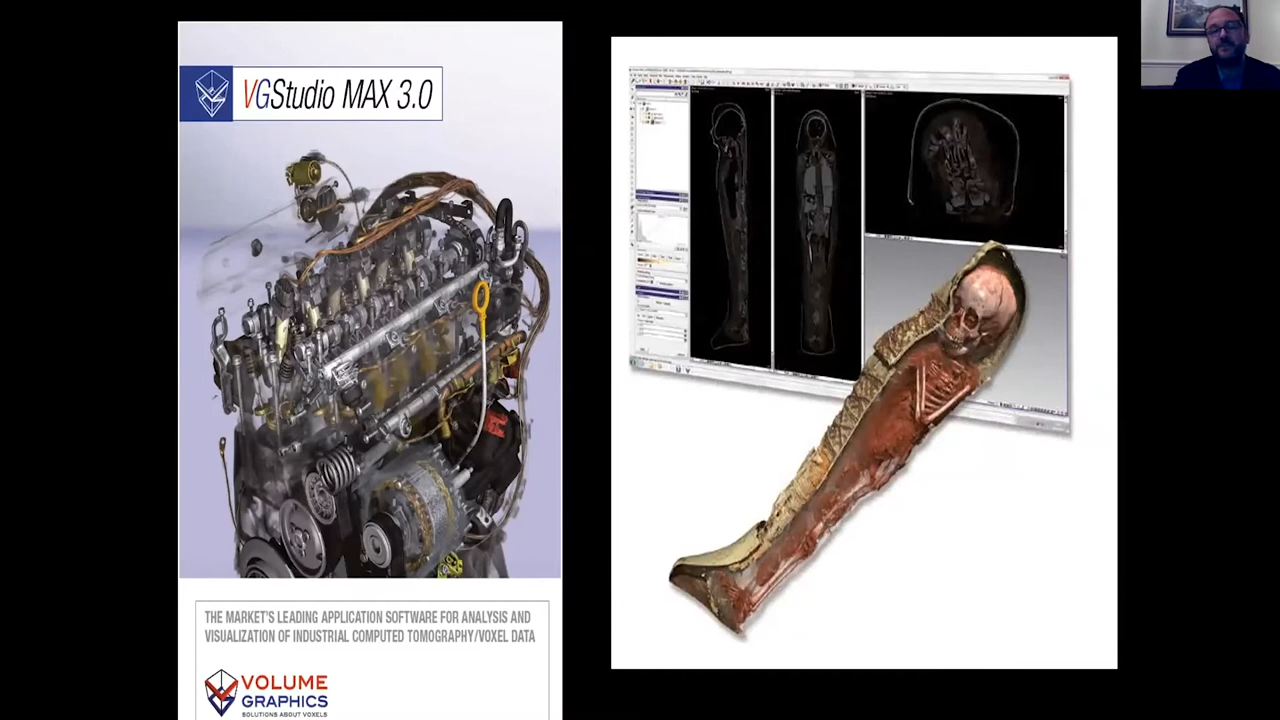 VGStudio MAX 3.0
THE MARKET'S LEADING APPLICATION SOFTWARE FOR ANALYSIS AND
VISUALIZATION OF INDUSTRIAL COMPUTED TOMOGRAPHY/VOXEL DATA
VOLUME
GRAPHICS
SOLUTIONS ABOUT VOXELS